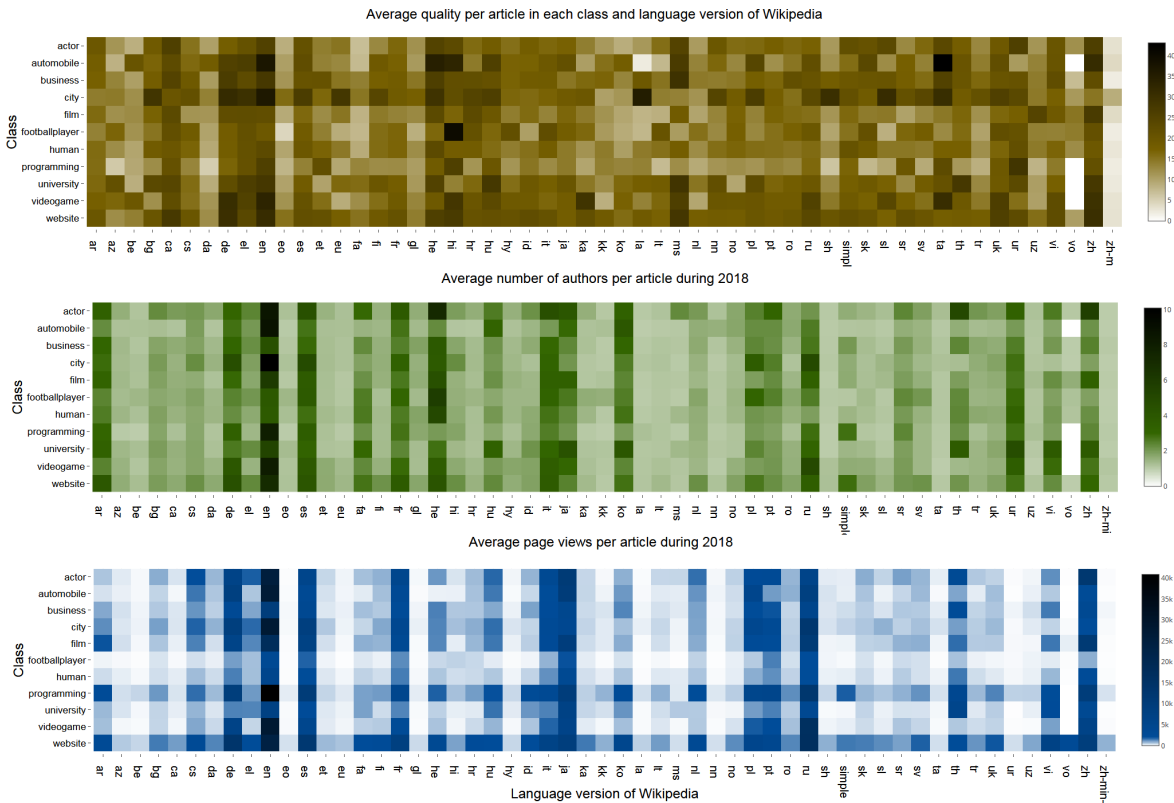 Average quality per article in each class and language version of Wikipedia
Class
actor
automobile
business
city
film
footballplayer
human
programming
university
videogame
website
ar az be bg ca cs da de el en eo es et eu fa fi fr gl he hi hr hu hy id it ja ka kk ko la lt ms nl nn no pl pt ro ru sh simpl sk sl sr sv ta th tr uk ur uz vi vo zh zh-m
40
35
30
25
20
15
10
5
0
Average number of authors per article during 2018
Class
actor
automobile
business
city
film
footballplayer
human
programming
university
videogame
website
ar az be bg ca cs da de el en eo es et eu fa fi fr gl he hi hr hu hy id it ja ka kk ko la lt ms nl nn no pl pt ro ru sh simple sk sl sr sv ta th tr uk ur uz vi vo zh zh-mi
10
8
6
4
2
0
Average page views per article during 2018
Class
actor
automobile
business
city
film
footballplayer
human
programming
university
videogame
website
ar az be bg ca cs da de el en eo es et eu fa fi fr gl he hi hr hu hy id it ja ka kk ko la lt ms nl nn no pl pt ro ru sh simple sk sl sr sv ta th tr uk ur uz vi vo zh zh-min-
40k
35k
30k
25k
20k
15k
10k
5k
0
Language version of Wikipedia